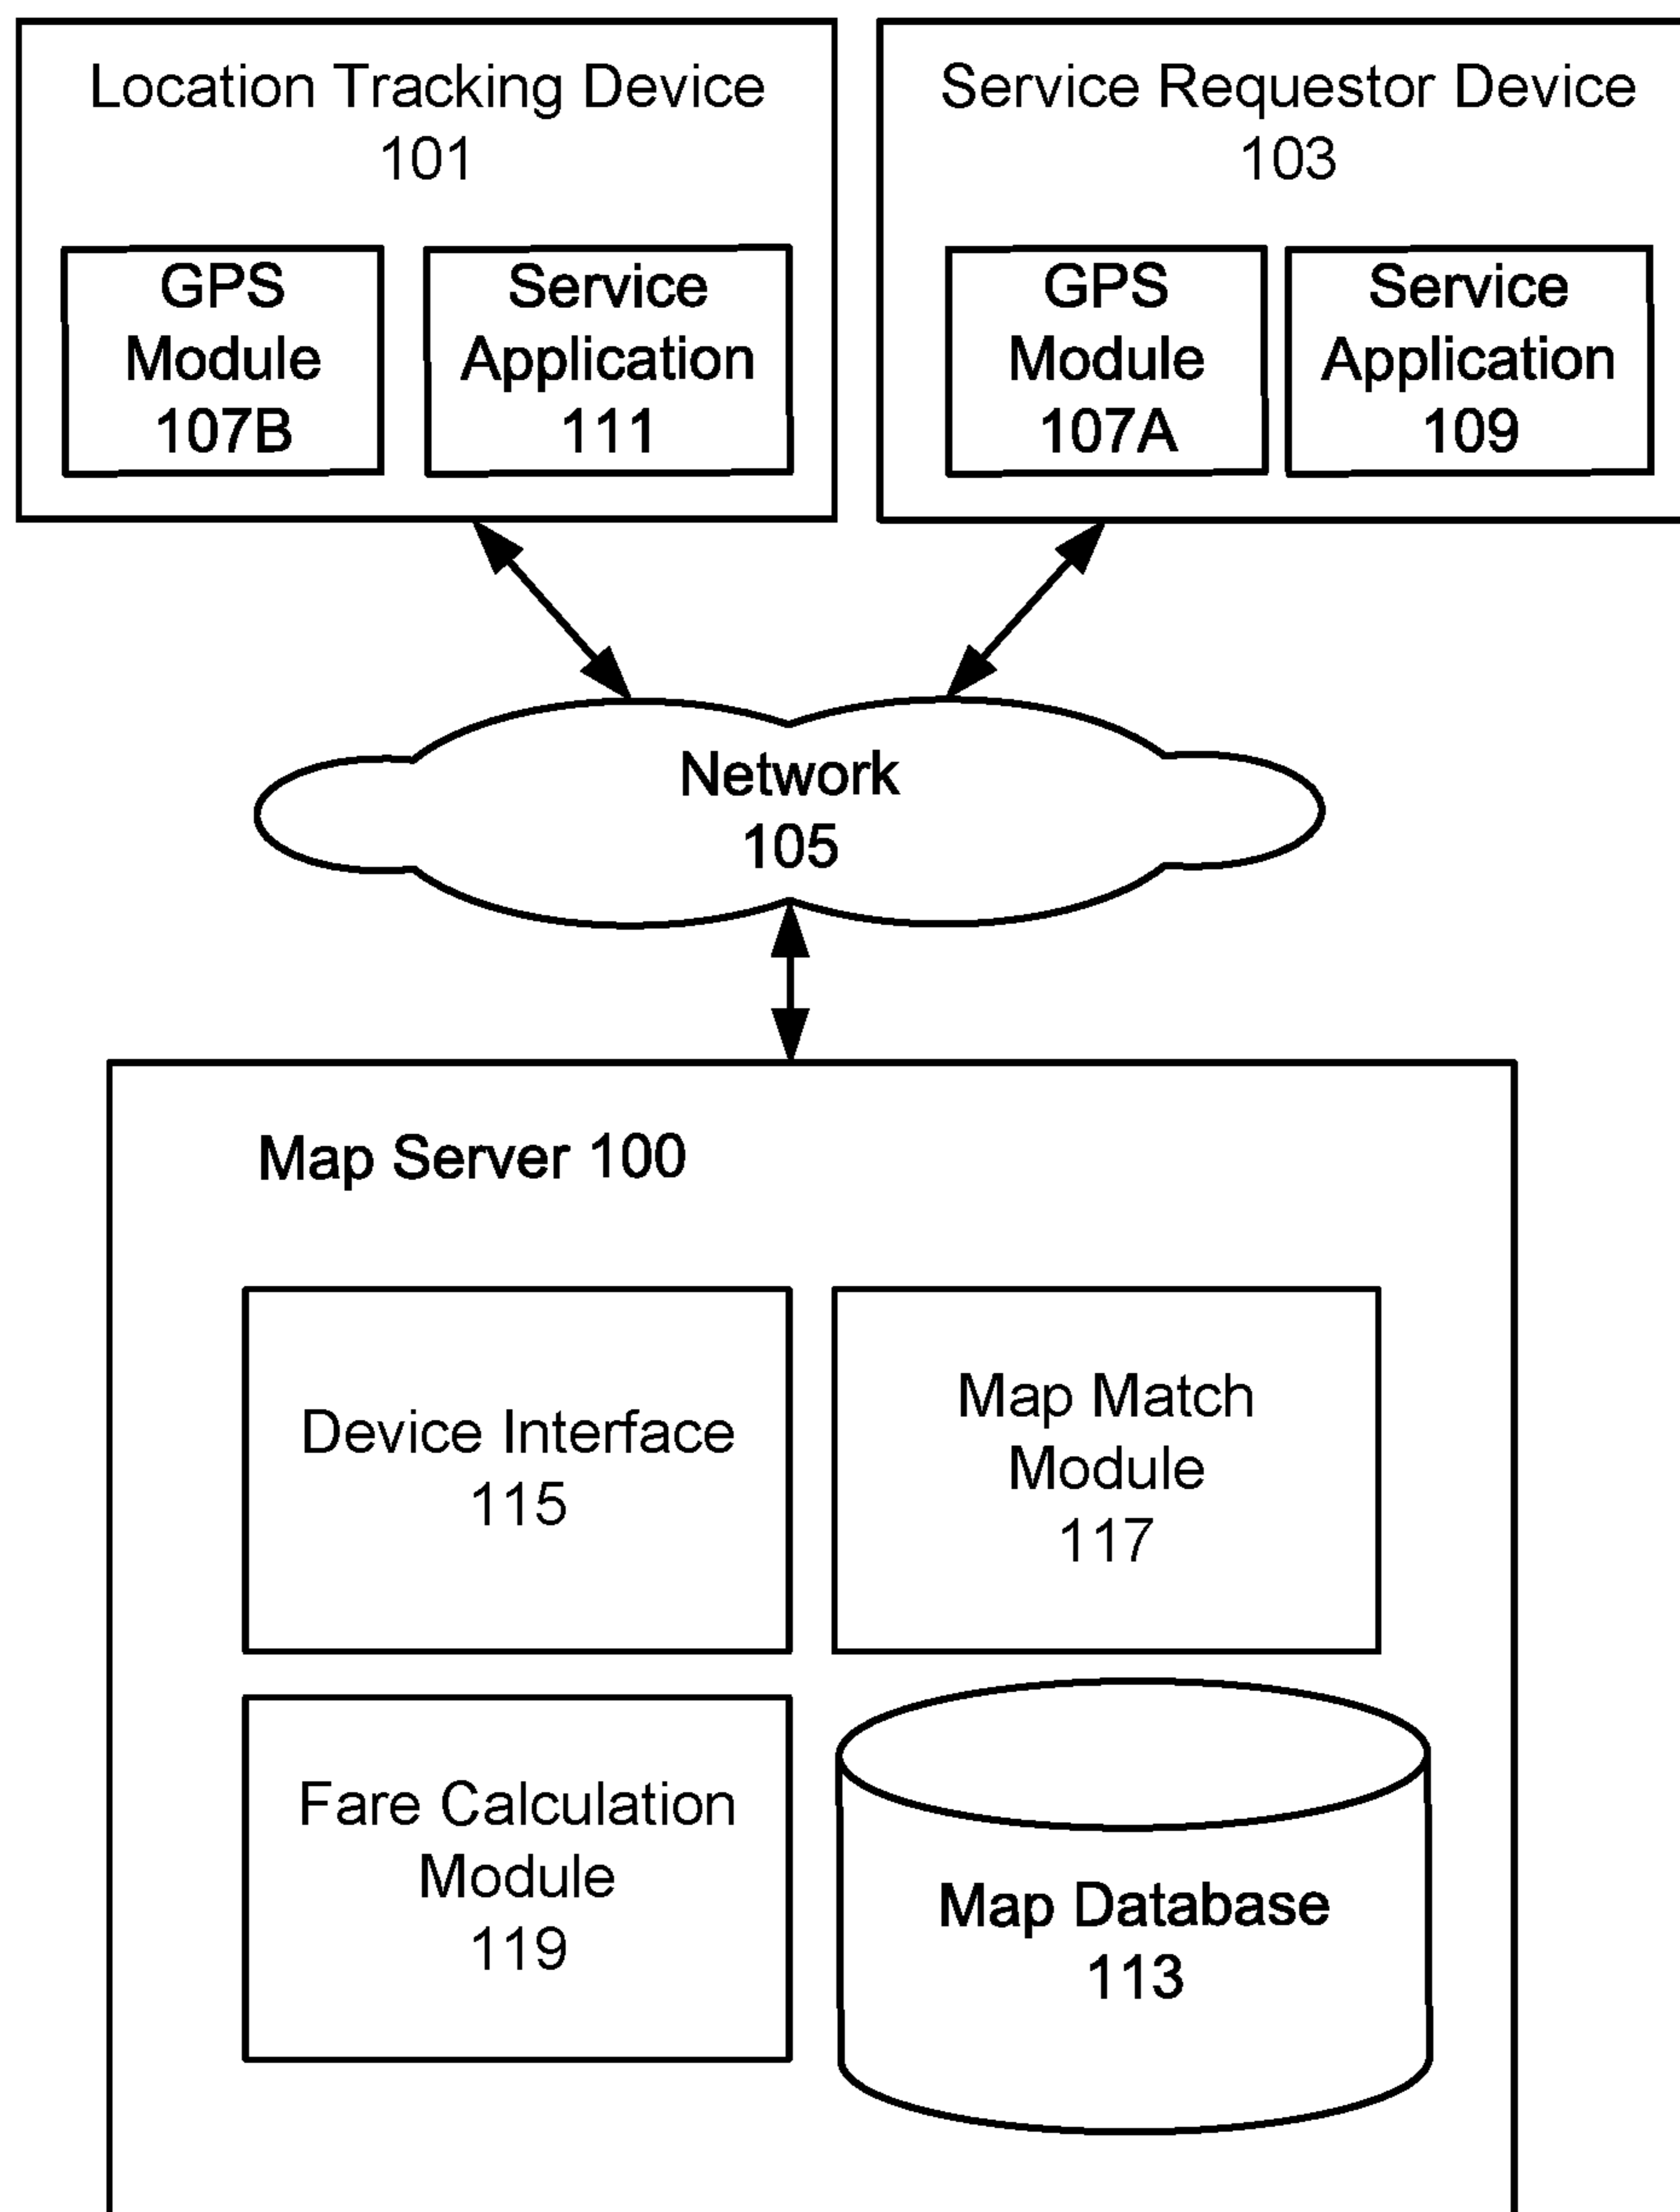 Location Tracking Device
101
GPS
Module
107B
Service
Application
111
Service Requestor Device
103
GPS
Module
107A
Service
Application
109
Network
105
Map Server 100
Device Interface
115
Map Match
Module
117
Fare Calculation
Module
119
Map Database
113